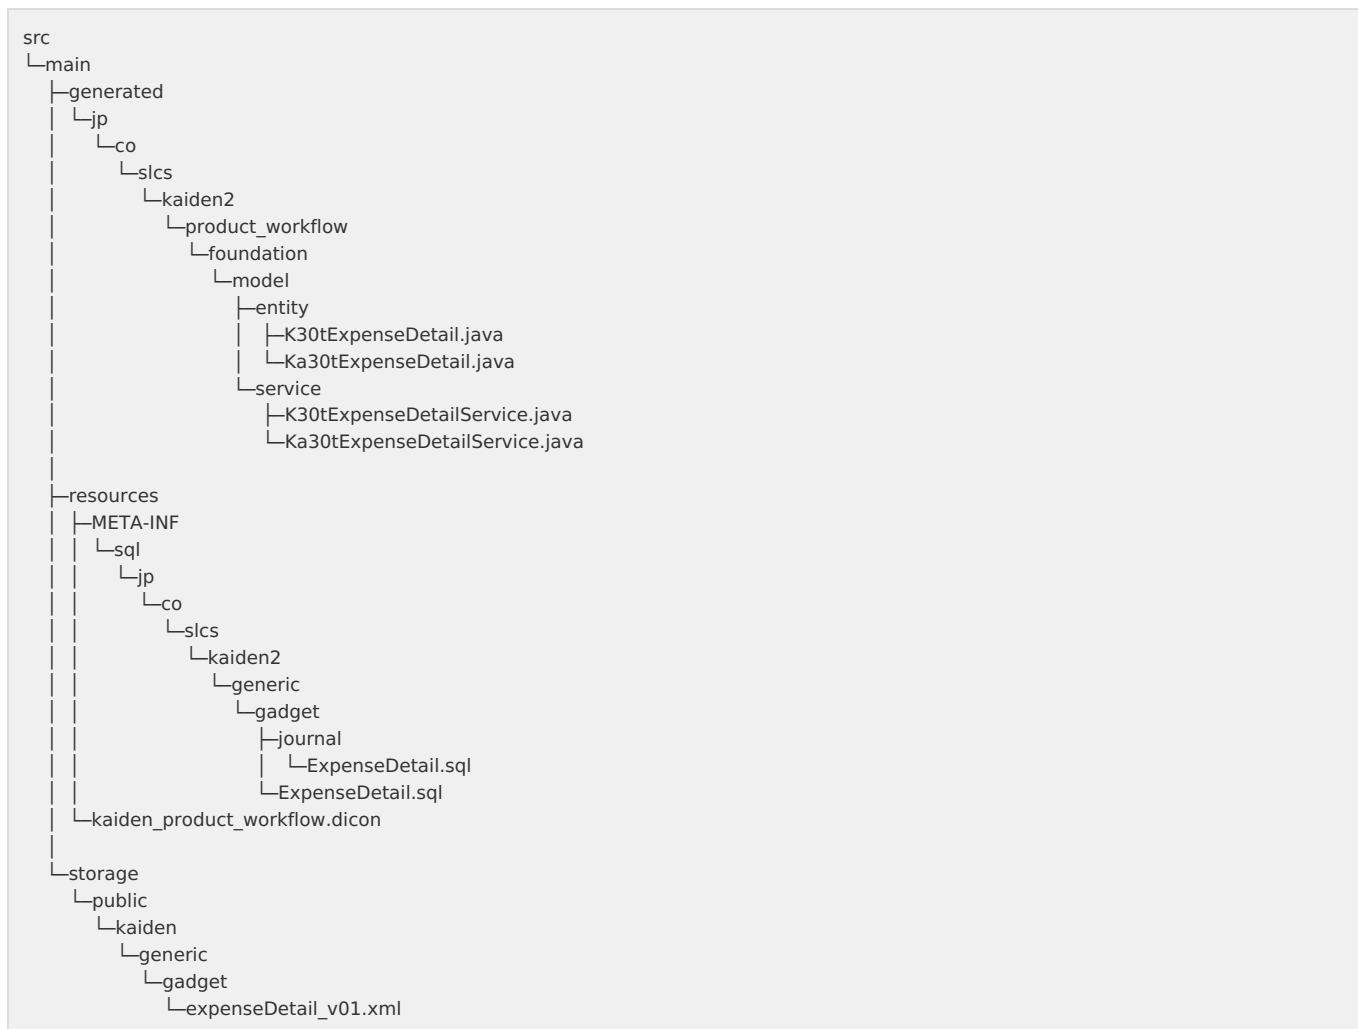 src
└─main
   ├─generated
   │  └─jp
   │     └─co
   │        └─slcs
   │           └─kaiden2
   │              └─product_workflow
   │                 └─foundation
   │                    └─model
   │                       ├─entity
   │                       │  ├─K30tExpenseDetail.java
   │                       │  └─Ka30tExpenseDetail.java
   │                       └─service
   │                          ├─K30tExpenseDetailService.java
   │                          └─Ka30tExpenseDetailService.java
   │
   ├─resources
   │  ├─META-INF
   │  │  └─sql
   │  │     └─jp
   │  │        └─co
   │  │           └─slcs
   │  │              └─kaiden2
   │  │                 └─generic
   │  │                    └─gadget
   │  │                       ├─journal
   │  │                       │  └─ExpenseDetail.sql
   │  │                       └─ExpenseDetail.sql
   │  └─kaiden_product_workflow.dicon
   │
   └─storage
      └─public
         └─kaiden
            └─generic
               └─gadget
                  └─expenseDetail_v01.xml